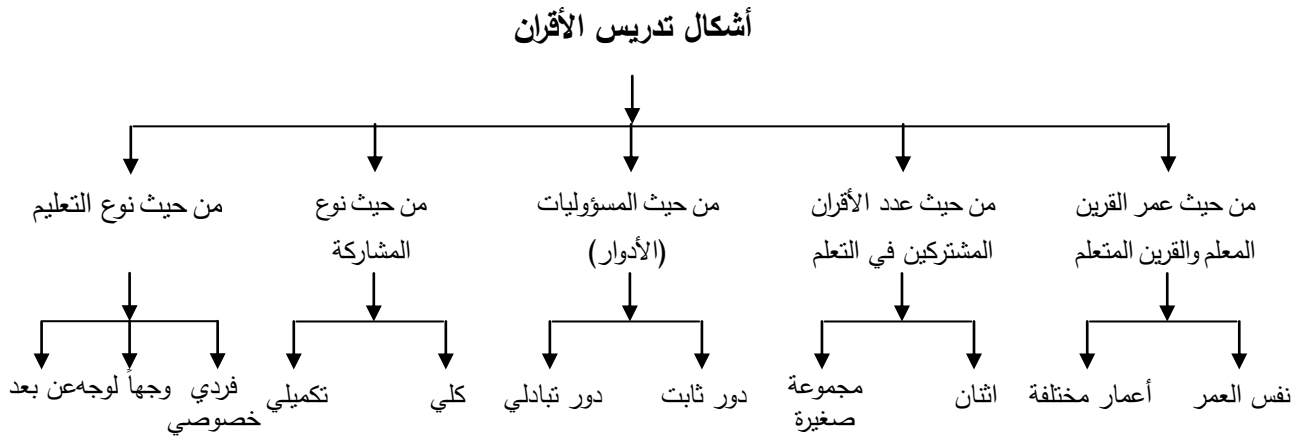 أشكال تدريس الأقران
من حيث عمر القرين
المعلم والقرين المتعلم
من حيث عدد الأقران
المشتركين في التعلم
من حيث المسؤوليات
(الأدوار)
من حيث نوع
المشاركة
من حيث نوع التعليم
نفس العمر
أعمار مختلفة
اثنان
مجموعة
صغيرة
دور ثابت
دور تبادلي
كلي
تكميلي
فردي
خصوصي
وجهاً لوجه
عن بعد